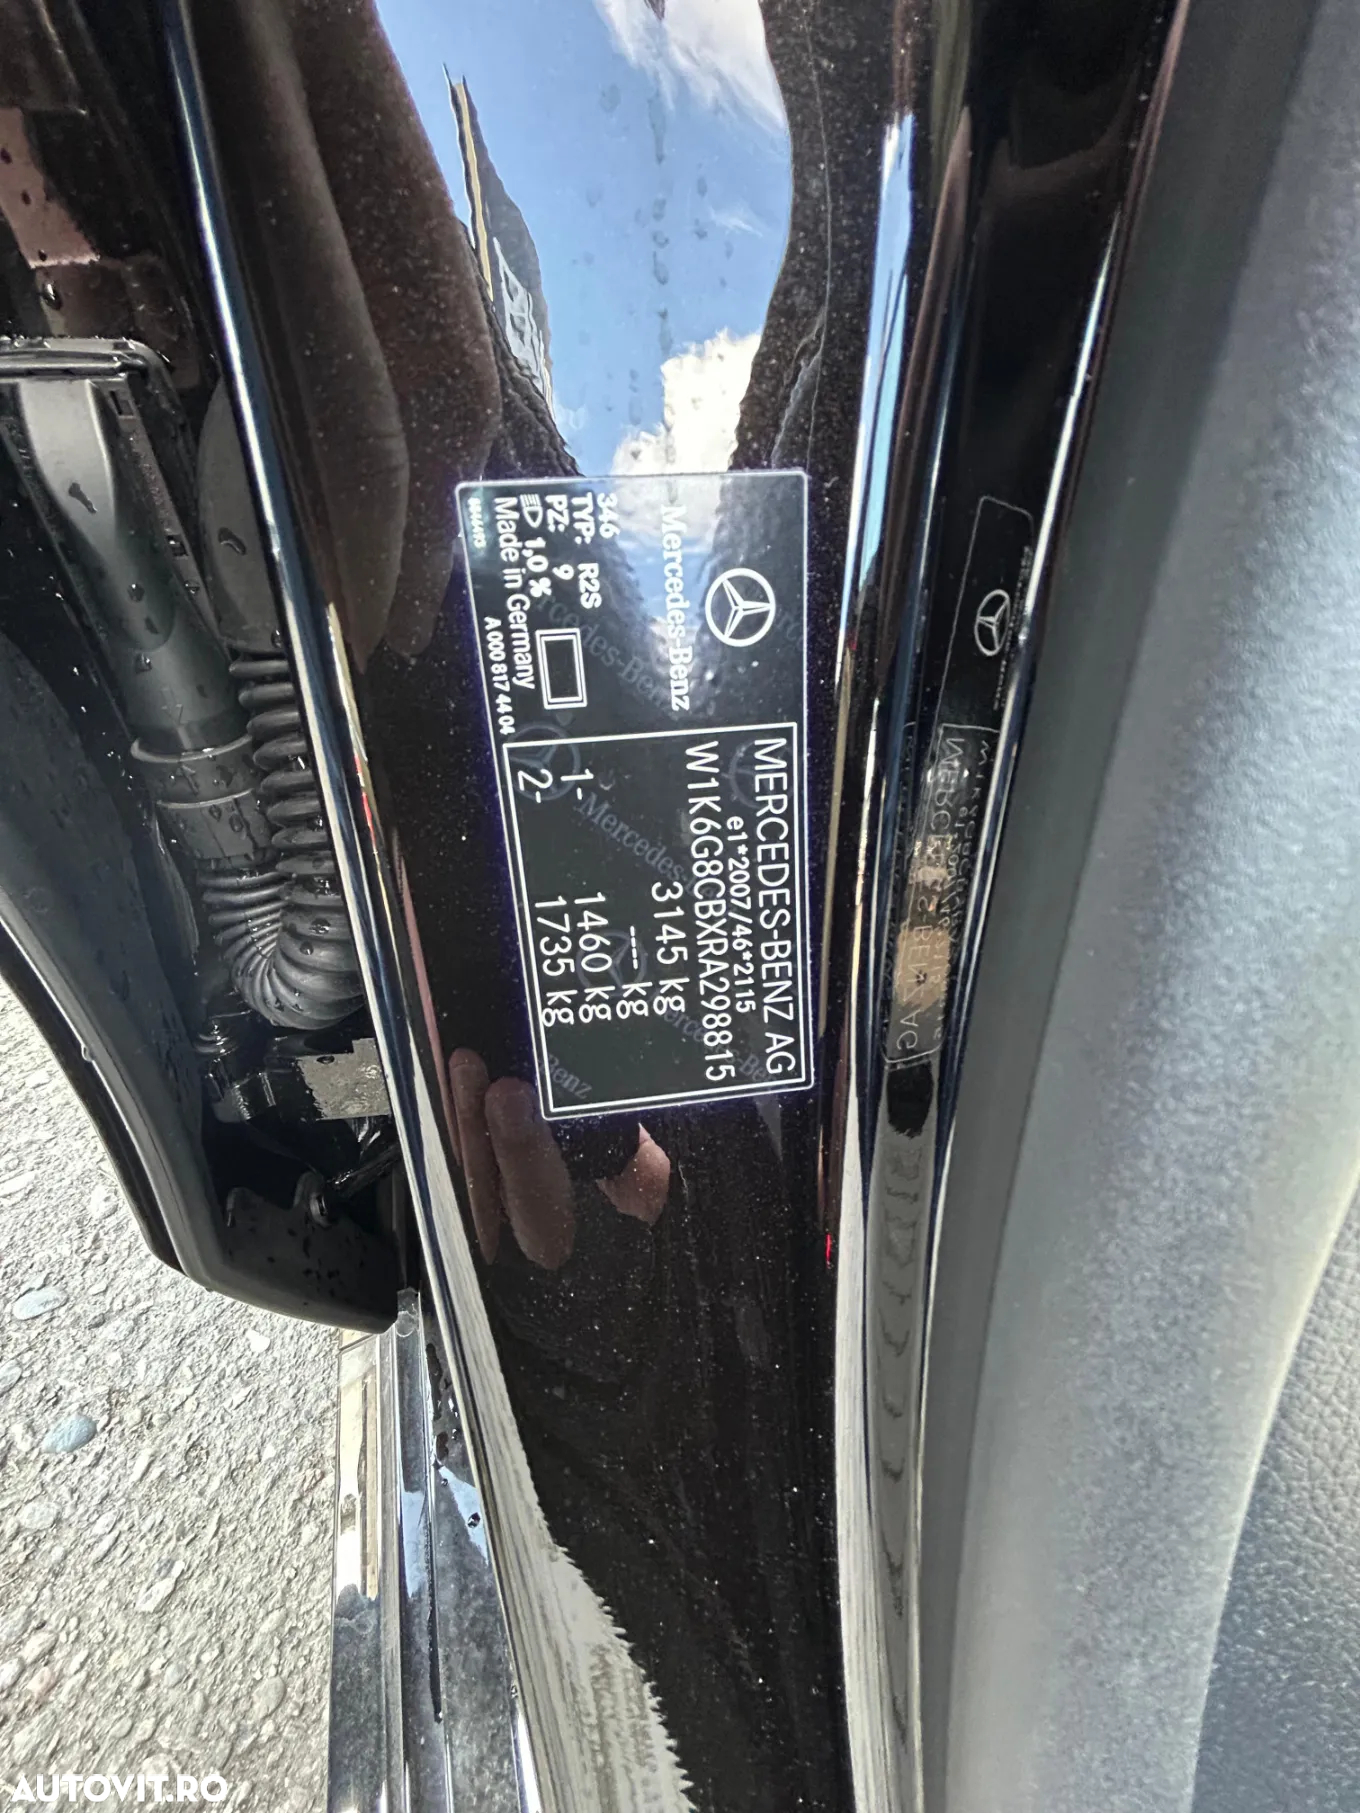 Mercedes-Benz
346
TYP: R2S
PZ: 9
1,0 %
Made in Germany
A 000 817 44 04
MERCEDES-BENZ AG
e1*2007/46*2115
W1K6G8CBXRA298815
3145 kg
---- kg
1- 1460 kg
2- 1735 kg
AUTOVIT.RO